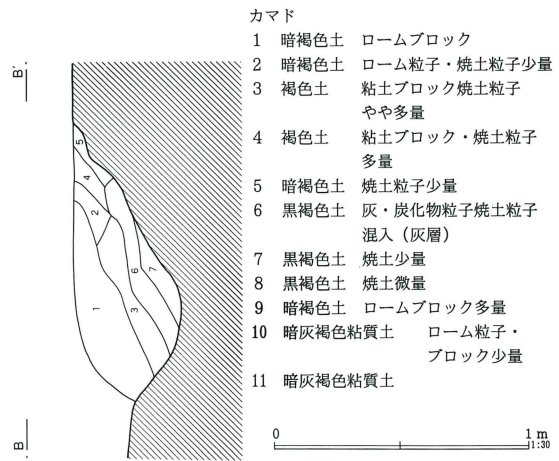 カマド
1 暗褐色土 ロームブロック
2 暗褐色土 ローム粒子・焼土粒子少量
3 褐色土 粘土ブロック焼土粒子
やや多量
4 褐色土 粘土ブロック・焼土粒子
多量
5 暗褐色土 焼土粒子少量
6 黒褐色土 灰・炭化物粒子焼土粒子
混入（灰層）
7 黒褐色土 焼土少量
8 黒褐色土 焼土微量
9 暗褐色土 ロームブロック多量
10 暗灰褐色粘質土 ローム粒子・
ブロック少量
11 暗灰褐色粘質土
B′
5
4
2
1
6
7
3
B
0 1m
1:30